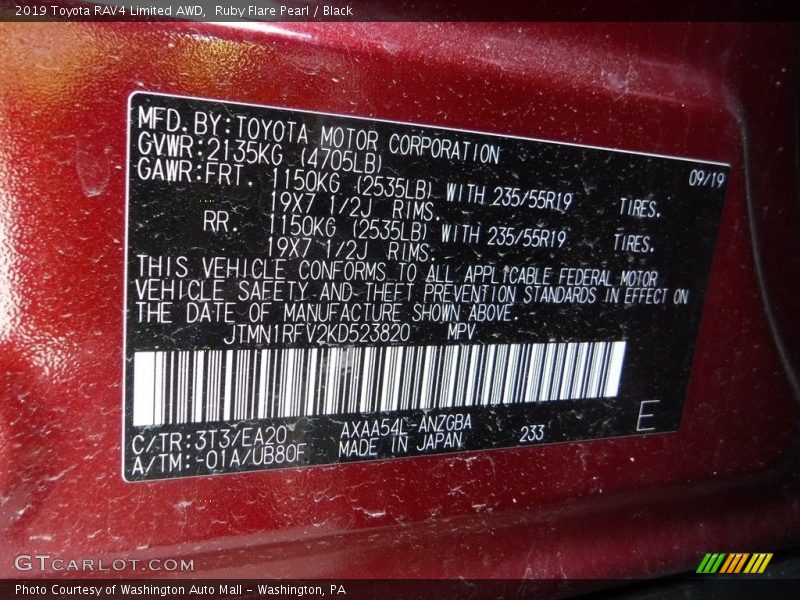 2019 Toyota RAV4 Limited AWD, Ruby Flare Pearl / Black
MFD. BY: TOYOTA MOTOR CORPORATION 09/19
GVWR: 2135KG (4705LB)
GAWR: FRT. 1150KG (2535LB) WITH 235/55R19 TIRES.
19X7 1/2J RIMS.
RR. 1150KG (2535LB) WITH 235/55R19 TIRES.
19X7 1/2J RIMS.
THIS VEHICLE CONFORMS TO ALL APPLICABLE FEDERAL MOTOR
VEHICLE SAFETY AND THEFT PREVENTION STANDARDS IN EFFECT ON
THE DATE OF MANUFACTURE SHOWN ABOVE.
JTMN1RFV2KD523820 MPV
C/TR: 3T3/EA20 AXAA54L-ANZGBA 233 E
A/TM: -01A/UB80F MADE IN JAPAN
GTCARLOT.COM
Photo Courtesy of Washington Auto Mall - Washington, PA